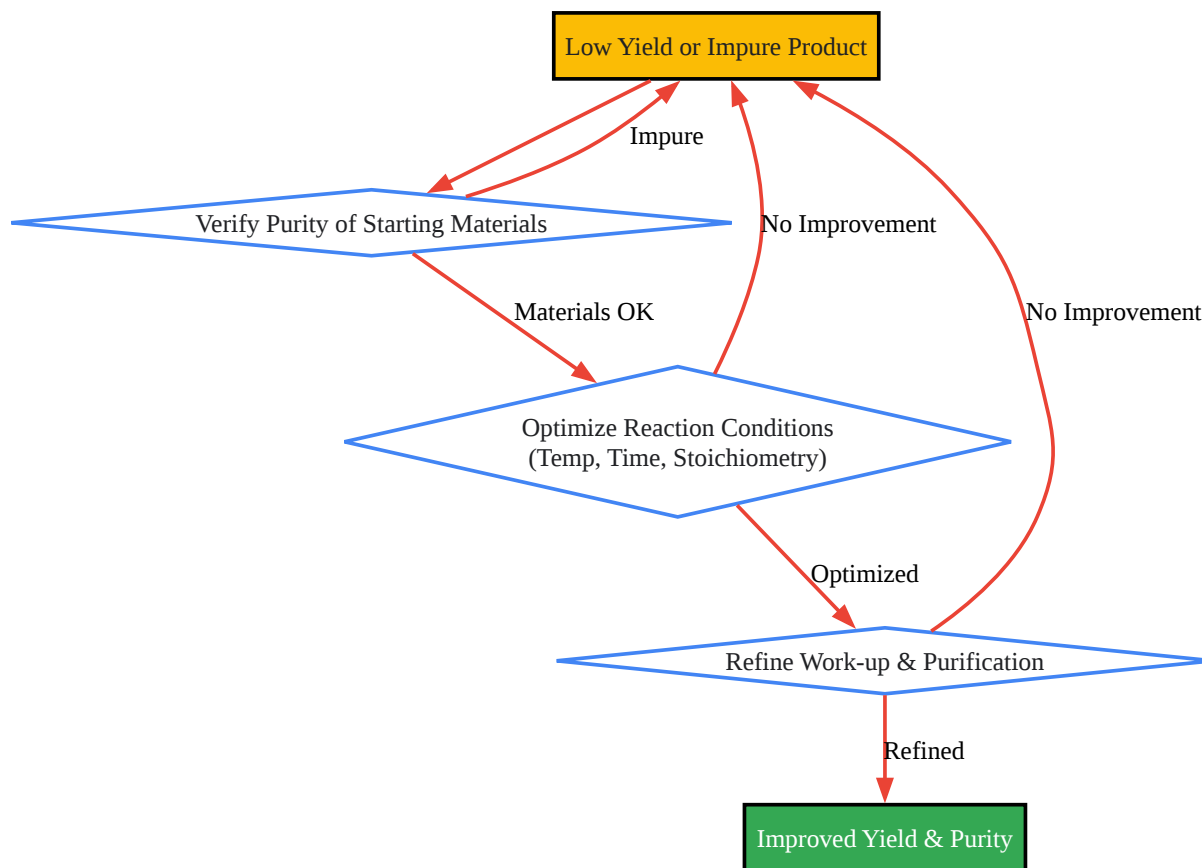 Low Yield or Impure Product
Impure
Verify Purity of Starting Materials
No Improvement
Materials OK
No Improvement
Optimize Reaction Conditions
(Temp, Time, Stoichiometry)
Optimized
Refine Work-up & Purification
Refined
Improved Yield & Purity